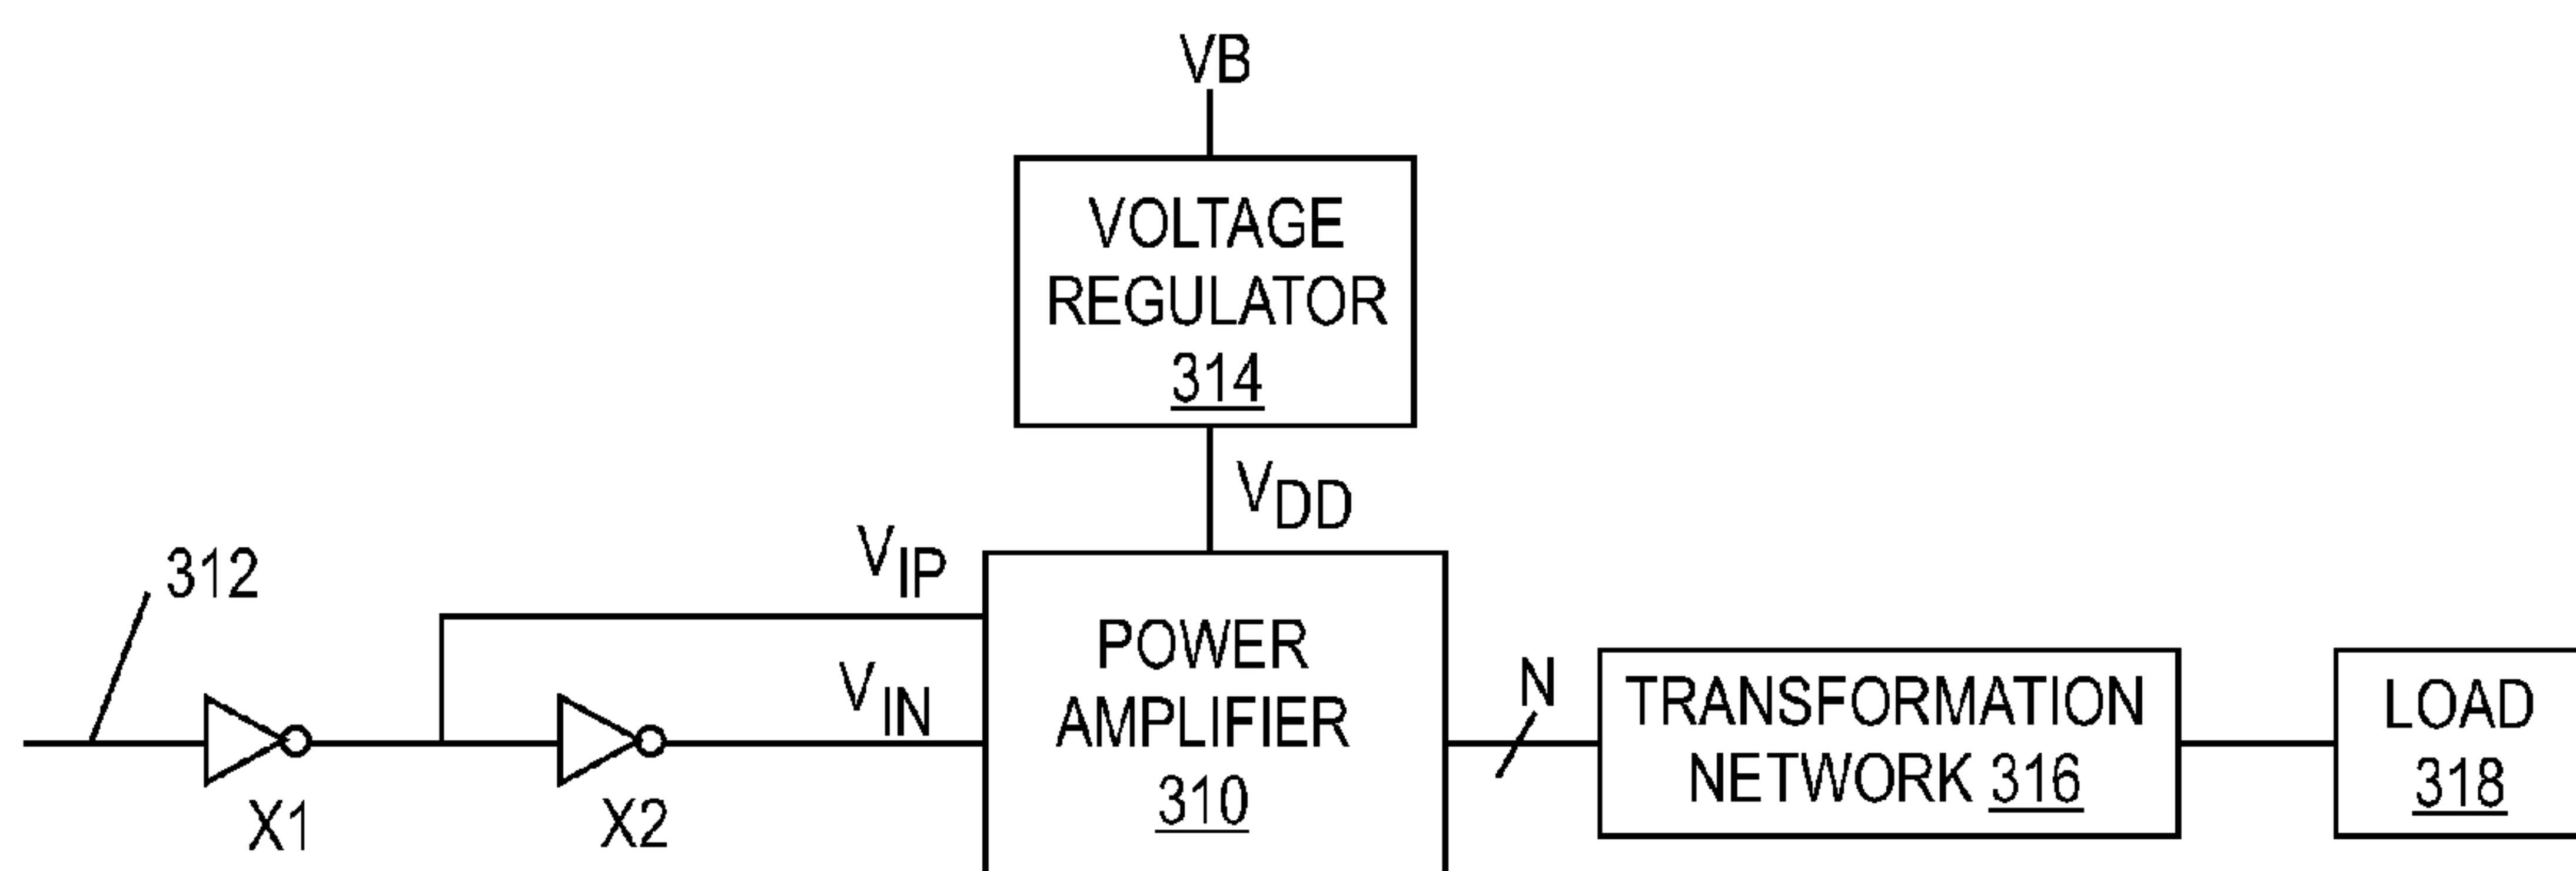 VB
VOLTAGE
REGULATOR
314
VDD
VIP
312
VIN
POWER
AMPLIFIER
310
N
TRANSFORMATION
NETWORK 316
LOAD
318
X1
X2